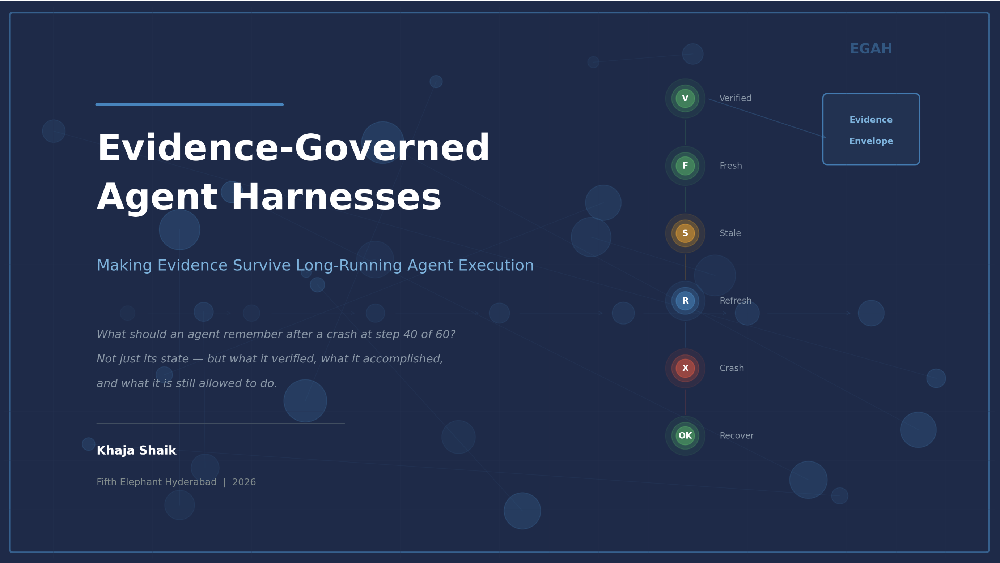 EGAH
Evidence-Governed
Agent Harnesses
Making Evidence Survive Long-Running Agent Execution
What should an agent remember after a crash at step 40 of 60?
Not just its state — but what it verified, what it accomplished,
and what it is still allowed to do.
Khaja Shaik
Fifth Elephant Hyderabad | 2026
V Verified
F Fresh
S Stale
R Refresh
X Crash
OK Recover
Evidence
Envelope